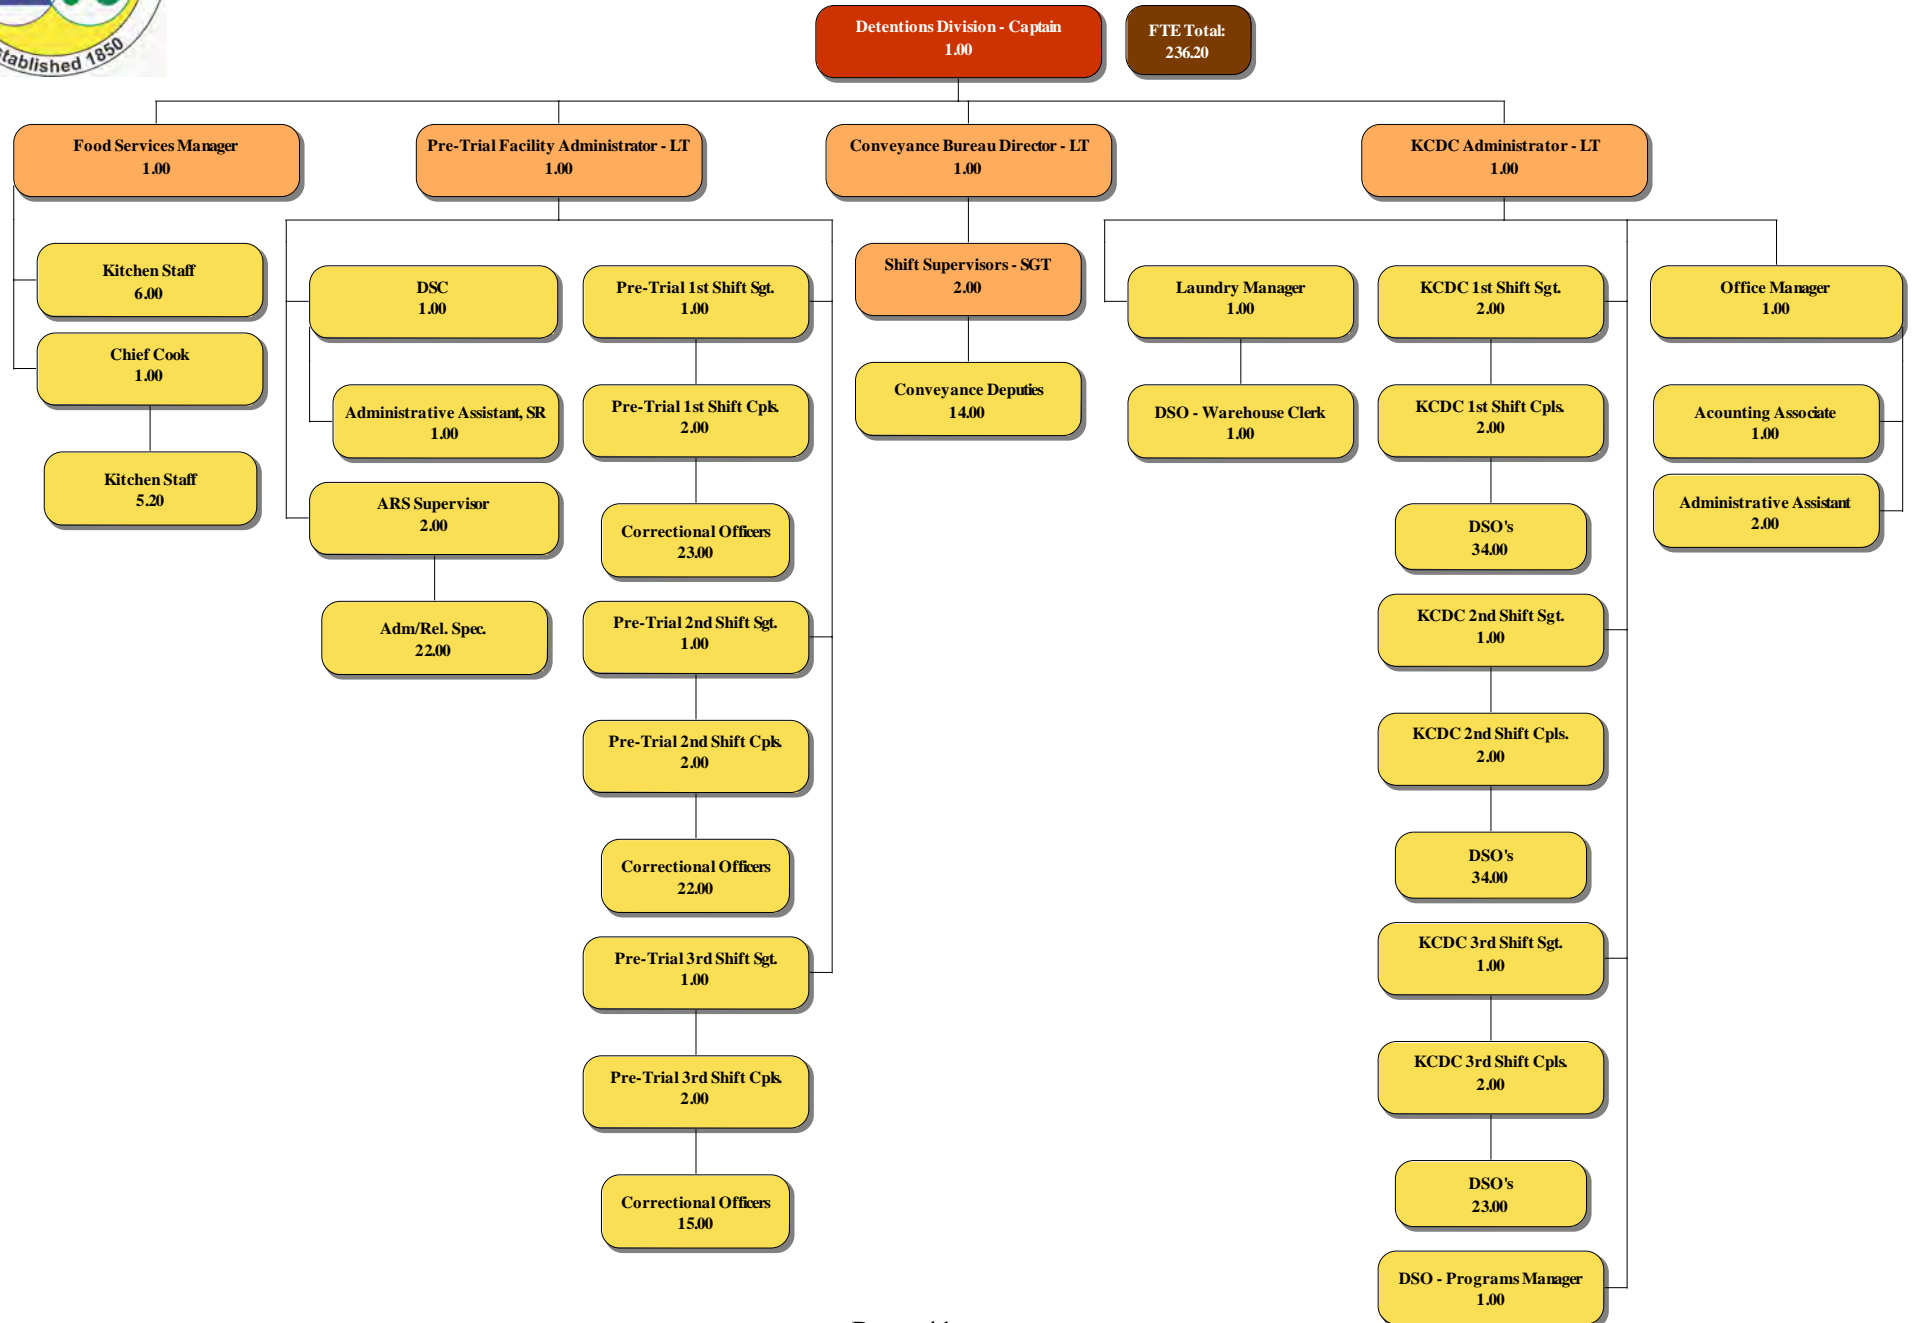 tablished 1850
Detentions Division - Captain
1.00
FTE Total:
236.20
Food Services Manager
1.00
Pre-Trial Facility Administrator - LT
1.00
Conveyance Bureau Director - LT
1.00
KCDC Administrator - LT
1.00
Kitchen Staff
6.00
Chief Cook
1.00
Kitchen Staff
5.20
DSC
1.00
Administrative Assistant, SR
1.00
ARS Supervisor
2.00
Adm/Rel. Spec.
22.00
Pre-Trial 1st Shift Sgt.
1.00
Pre-Trial 1st Shift Cpls.
2.00
Correctional Officers
23.00
Pre-Trial 2nd Shift Sgt.
1.00
Pre-Trial 2nd Shift Cpls.
2.00
Correctional Officers
22.00
Pre-Trial 3rd Shift Sgt.
1.00
Pre-Trial 3rd Shift Cpls.
2.00
Correctional Officers
15.00
Shift Supervisors - SGT
2.00
Conveyance Deputies
14.00
Laundry Manager
1.00
DSO - Warehouse Clerk
1.00
KCDC 1st Shift Sgt.
2.00
KCDC 1st Shift Cpls.
2.00
DSO's
34.00
KCDC 2nd Shift Sgt.
1.00
KCDC 2nd Shift Cpls.
2.00
DSO's
34.00
KCDC 3rd Shift Sgt.
1.00
KCDC 3rd Shift Cpls.
2.00
DSO's
23.00
DSO - Programs Manager
1.00
Office Manager
1.00
Acounting Associate
1.00
Administrative Assistant
2.00